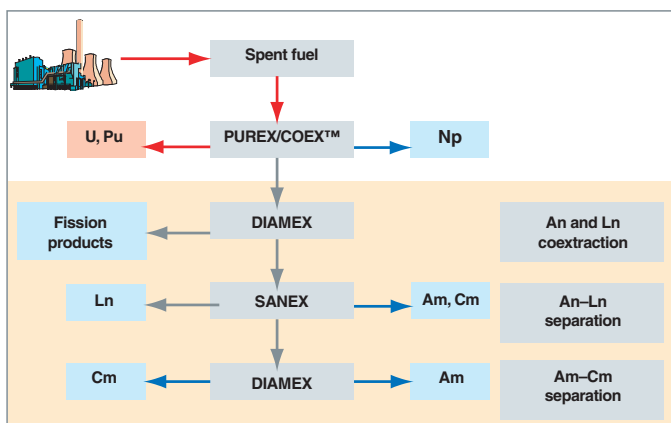 Spent fuel
U, Pu
PUREX/COEX™
Np
Fission
products
DIAMEX
An and Ln
coextraction
Ln
SANEX
Am, Cm
An–Ln
separation
Cm
DIAMEX
Am
Am–Cm
separation